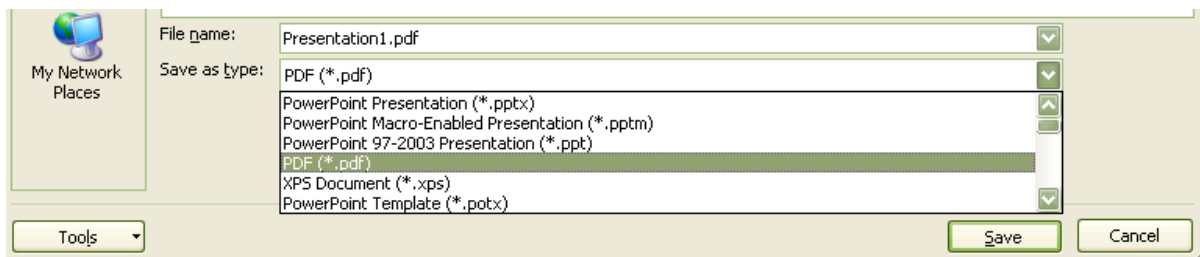 File name:
Presentation1.pdf
My Network
Places
Save as type:
PDF (*.pdf)
PowerPoint Presentation (*.pptx)
PowerPoint Macro-Enabled Presentation (*.pptm)
PowerPoint 97-2003 Presentation (*.ppt)
PDF (*.pdf)
XPS Document (*.xps)
PowerPoint Template (*.potx)
Tools
Save
Cancel